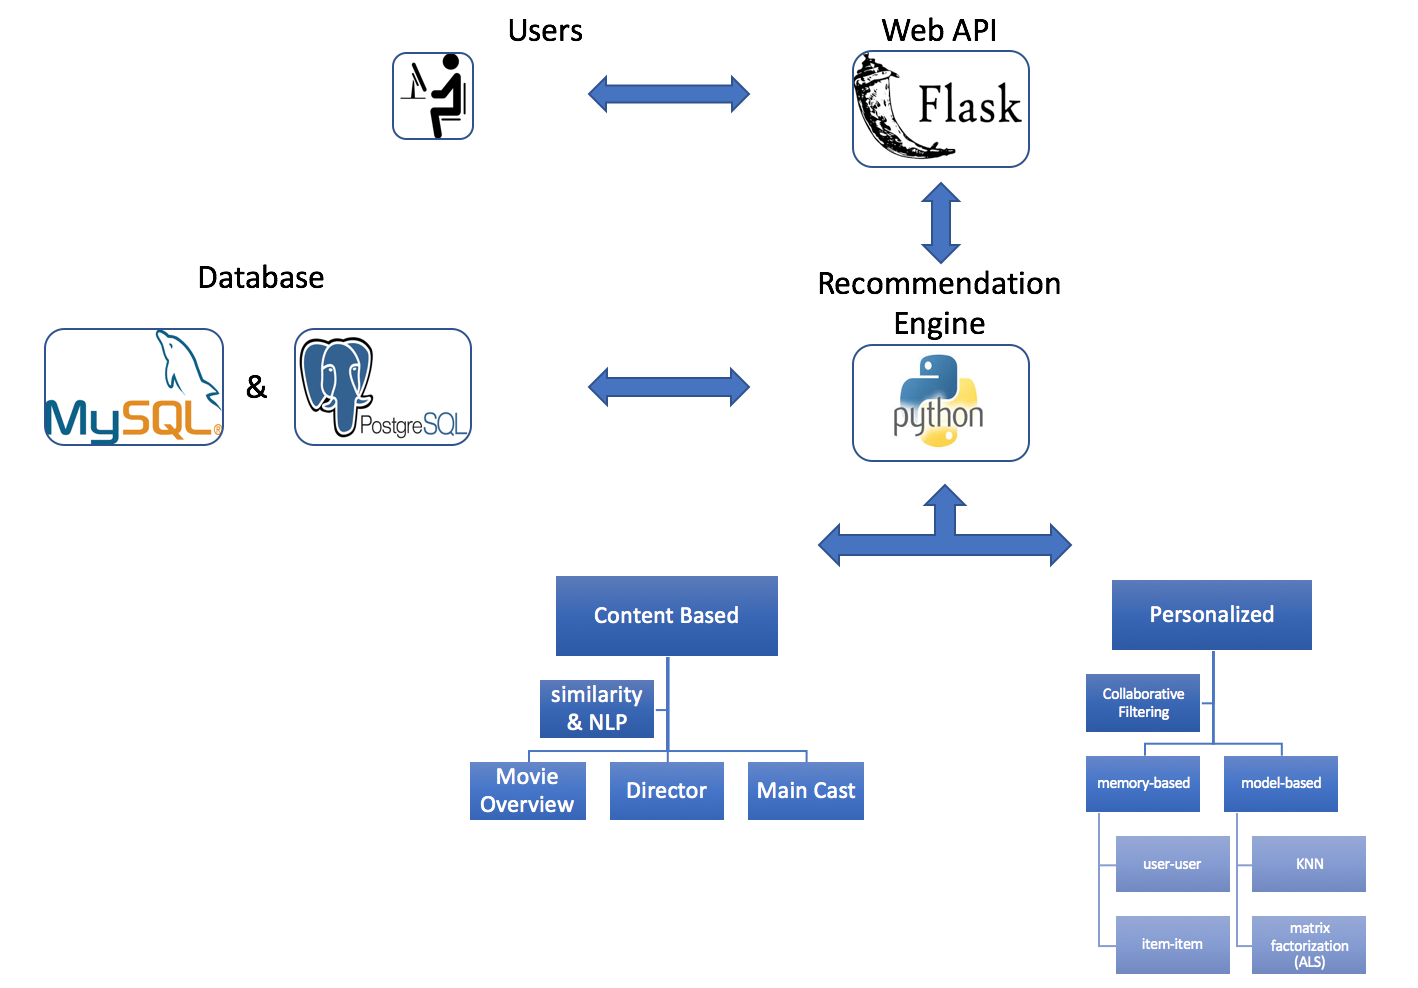 Users
Web API
Flask
Database
MySQL®
&
PostgreSQL
Recommendation
Engine
python
Content Based
similarity
& NLP
Movie
Overview
Director
Main Cast
Personalized
Collaborative
Filtering
memory-based
model-based
user-user
KNN
item-item
matrix
factorization
(ALS)